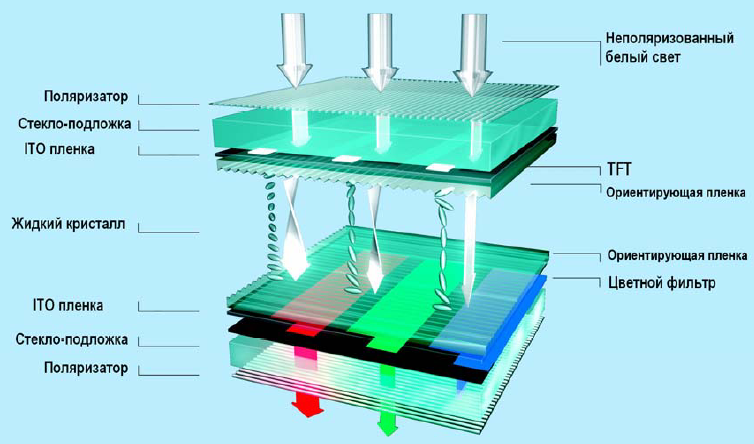 Неполяризованный
белый свет
Поляризатор
Стекло-подложка
ITO пленка
TFT
Ориентирующая пленка
Жидкий кристалл
Ориентирующая пленка
Цветной фильтр
ITO пленка
Стекло-подложка
Поляризатор